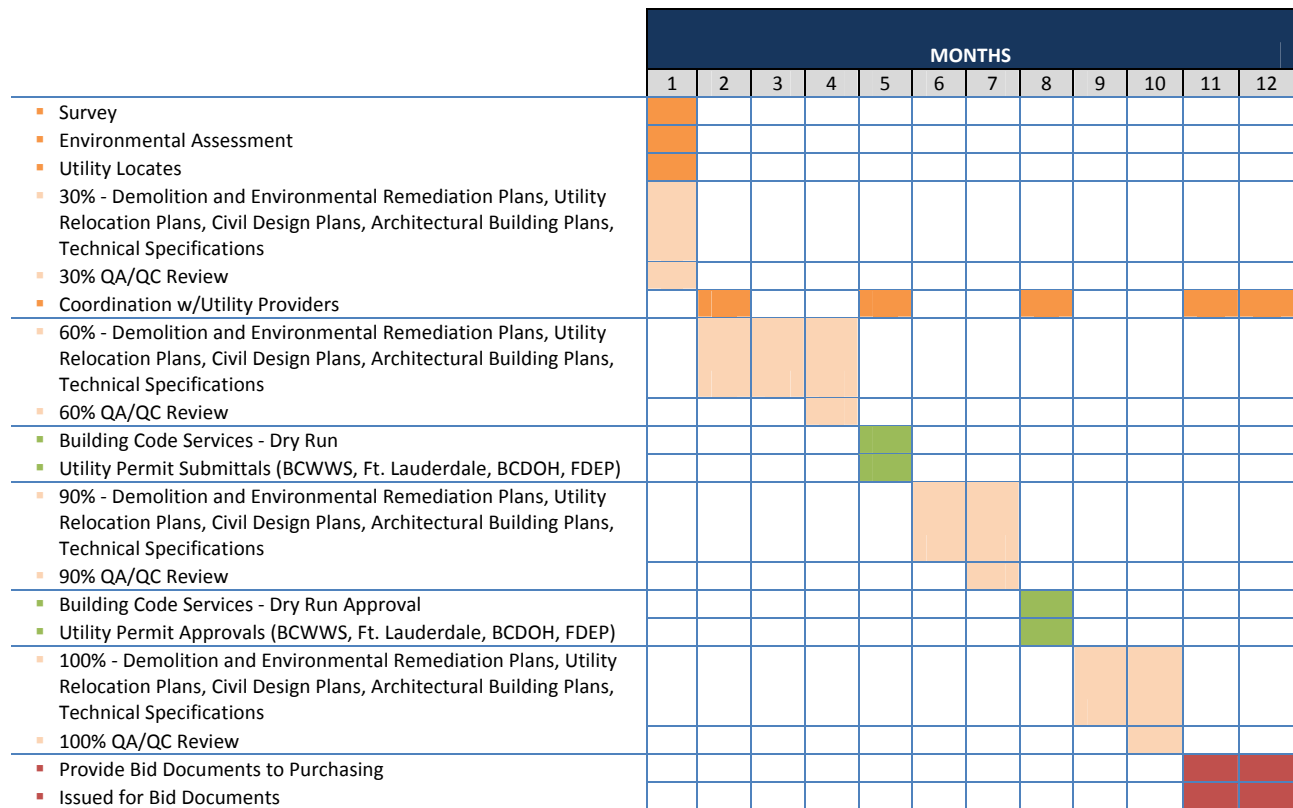 MONTHS
1 2 3 4 5 6 7 8 9 10 11 12
▪ Survey
▪ Environmental Assessment
▪ Utility Locates
▪ 30% - Demolition and Environmental Remediation Plans, Utility
Relocation Plans, Civil Design Plans, Architectural Building Plans,
Technical Specifications
▪ 30% QA/QC Review
▪ Coordination w/Utility Providers
▪ 60% - Demolition and Environmental Remediation Plans, Utility
Relocation Plans, Civil Design Plans, Architectural Building Plans,
Technical Specifications
▪ 60% QA/QC Review
▪ Building Code Services - Dry Run
▪ Utility Permit Submittals (BCWWS, Ft. Lauderdale, BCDOH, FDEP)
▪ 90% - Demolition and Environmental Remediation Plans, Utility
Relocation Plans, Civil Design Plans, Architectural Building Plans,
Technical Specifications
▪ 90% QA/QC Review
▪ Building Code Services - Dry Run Approval
▪ Utility Permit Approvals (BCWWS, Ft. Lauderdale, BCDOH, FDEP)
▪ 100% - Demolition and Environmental Remediation Plans, Utility
Relocation Plans, Civil Design Plans, Architectural Building Plans,
Technical Specifications
▪ 100% QA/QC Review
▪ Provide Bid Documents to Purchasing
▪ Issued for Bid Documents